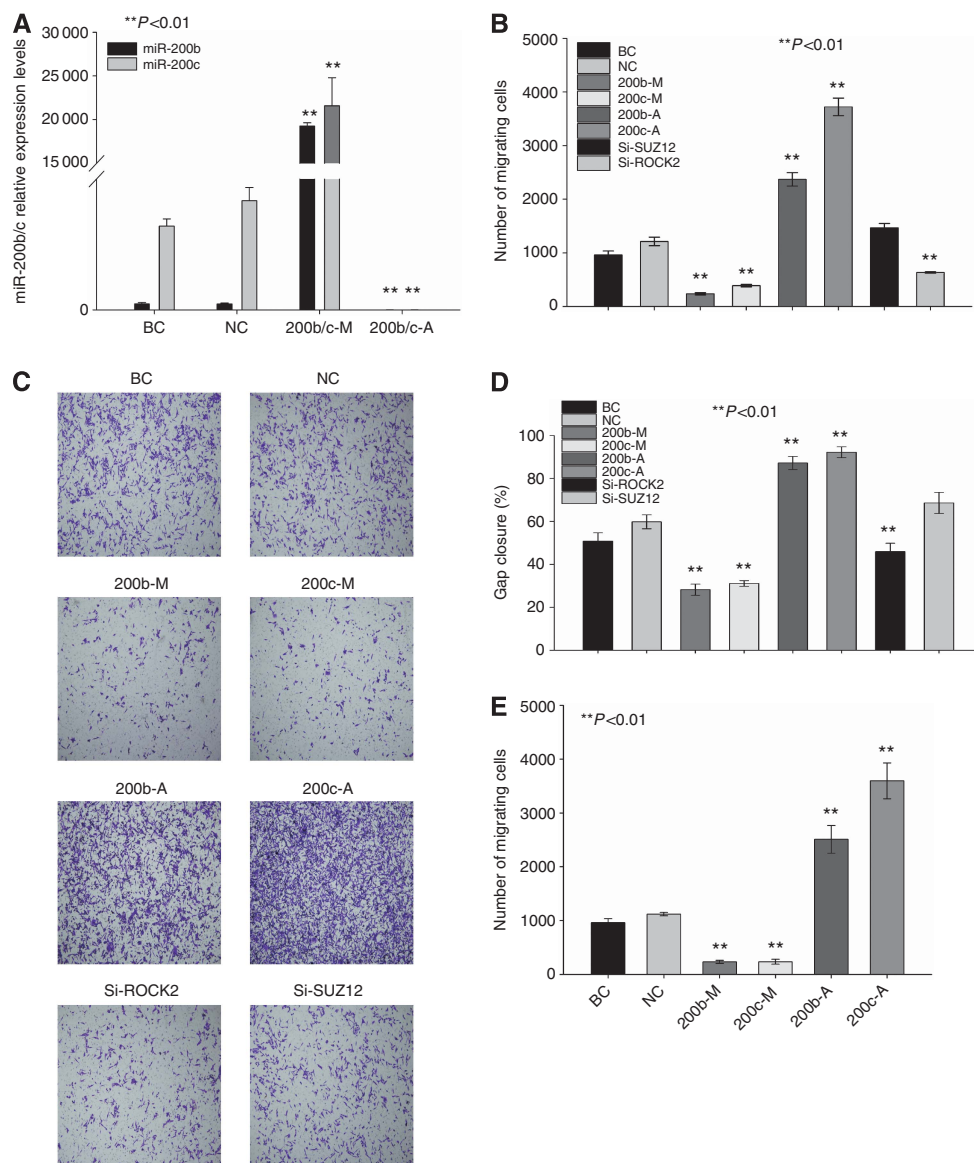 A
**P<0.01
30 000
25 000
20 000
15 000
0
miR-200b/c relative expression levels
miR-200b
miR-200c
**
**
** **
BC
NC
200b/c-M
200b/c-A
B
5000
4000
3000
2000
1000
0
Number of migrating cells
BC
NC
200b-M
200c-M
200b-A
200c-A
Si-SUZ12
Si-ROCK2
**P<0.01
**
**
**
**
**
C
BC
NC
200b-M
200c-M
200b-A
200c-A
Si-ROCK2
Si-SUZ12
D
100
80
60
40
20
0
Gap closure (%)
BC
NC
200b-M
200c-M
200b-A
200c-A
Si-ROCK2
Si-SUZ12
**P<0.01
**
**
**
**
**
E
5000
4000
3000
2000
1000
0
Number of migrating cells
**P<0.01
**
**
**
**
BC
NC
200b-M
200c-M
200b-A
200c-A